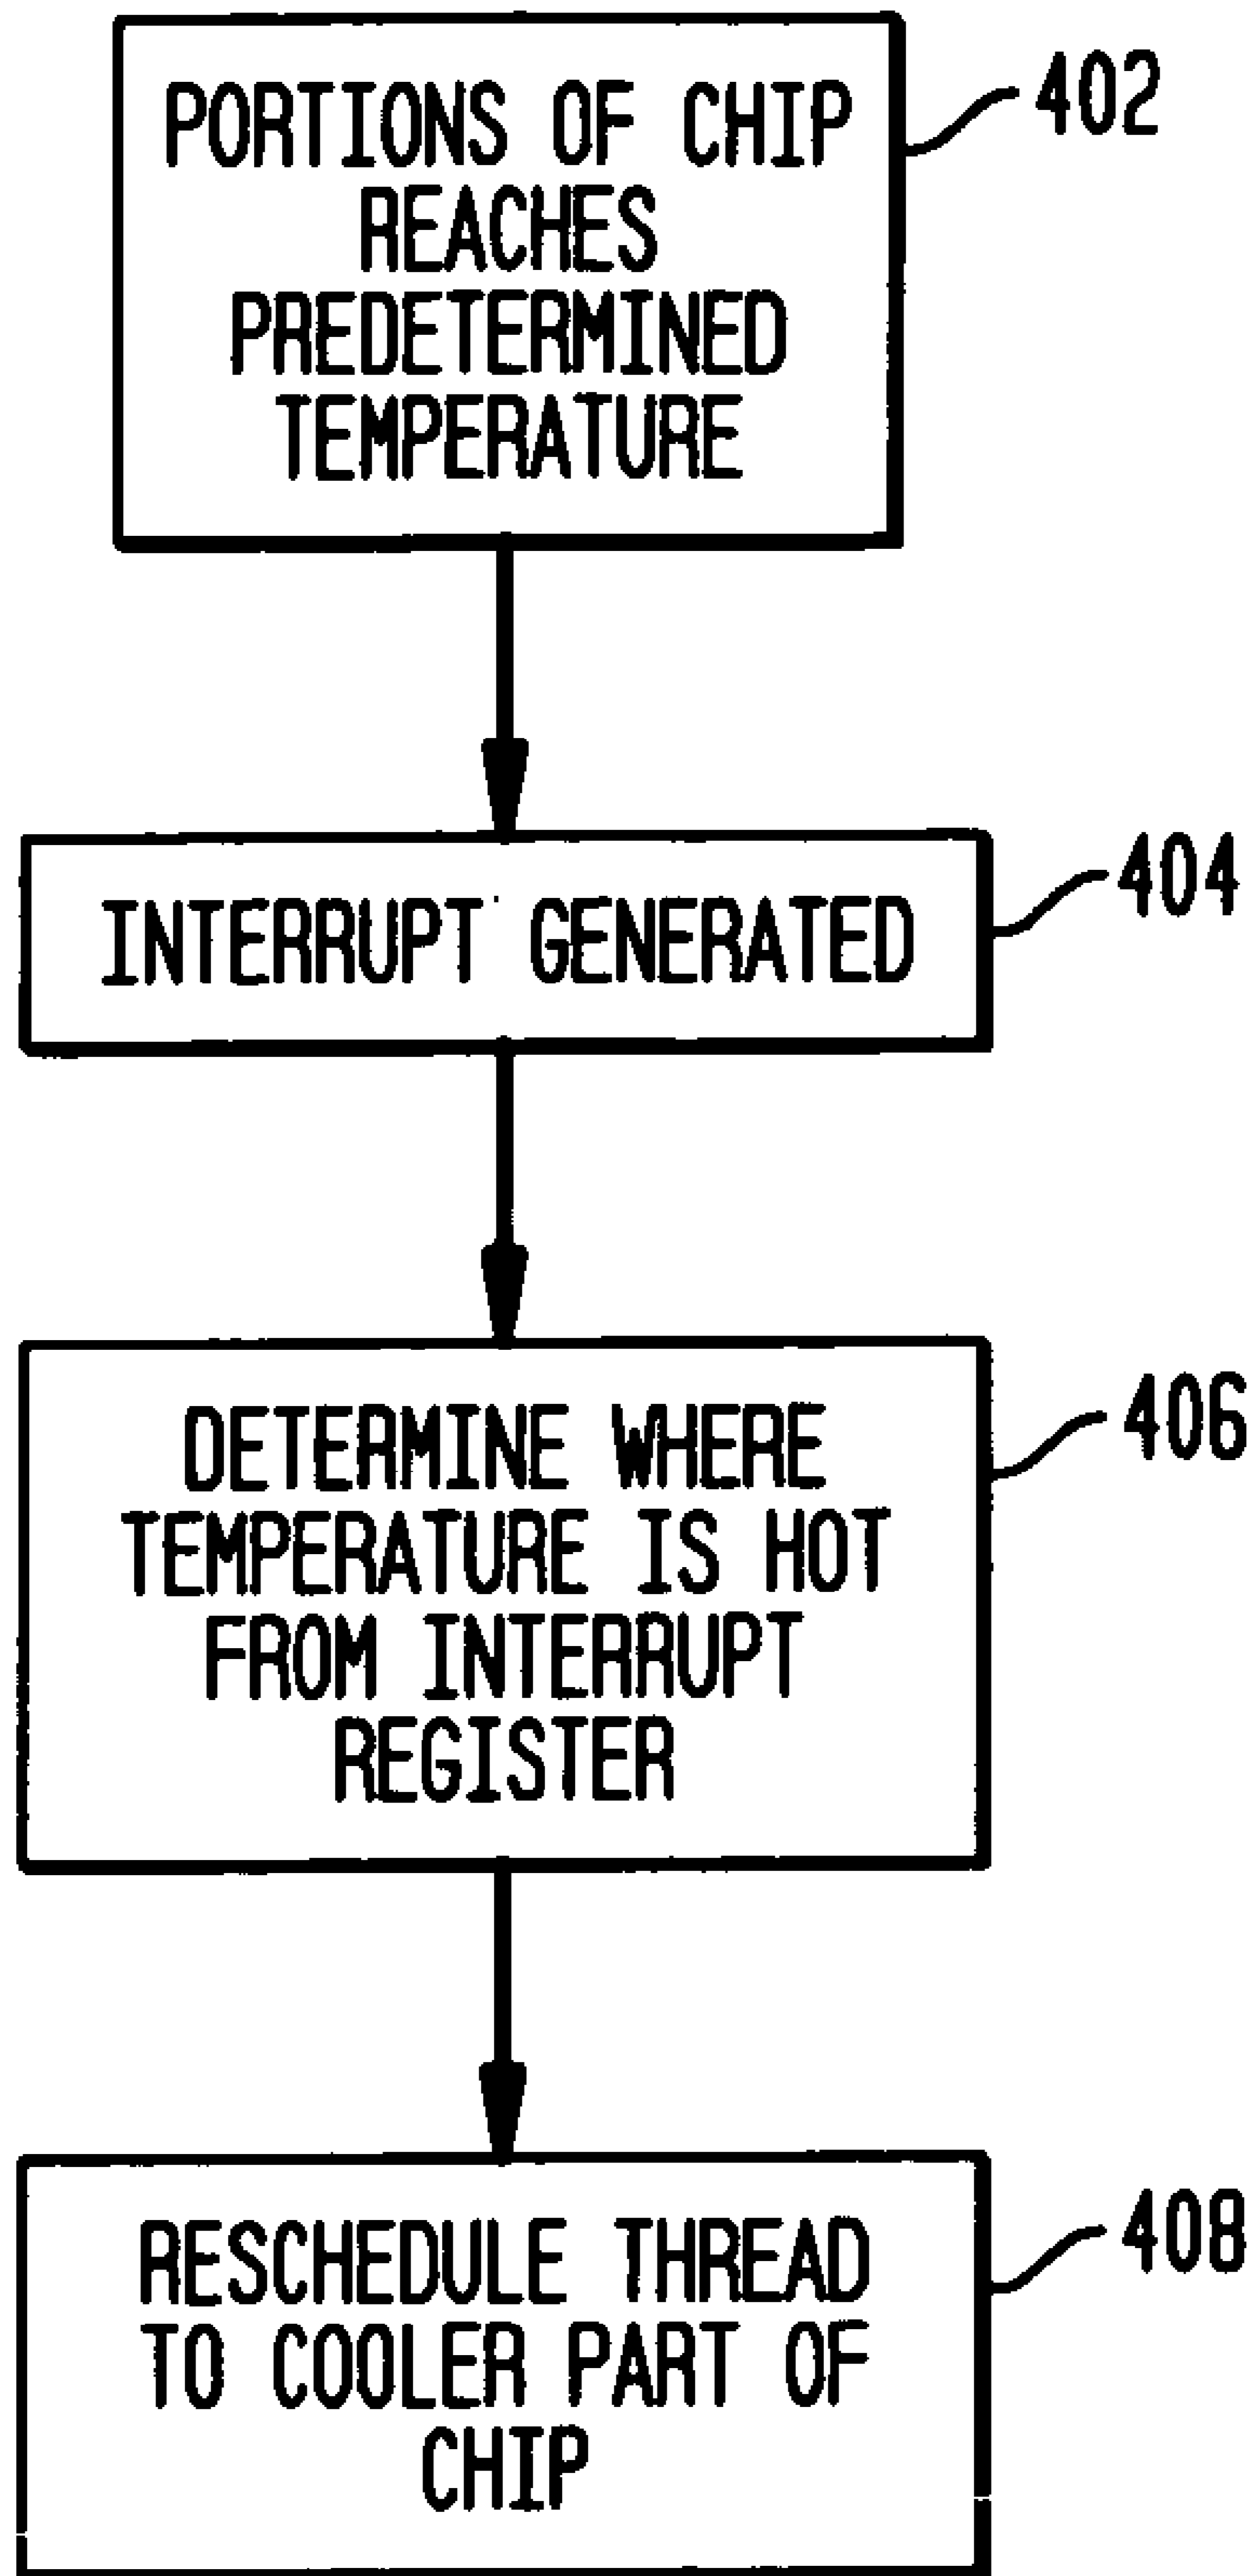 PORTIONS OF CHIP
REACHES
PREDETERMINED
TEMPERATURE
402
INTERRUPT GENERATED
404
DETERMINE WHERE
TEMPERATURE IS HOT
FROM INTERRUPT
REGISTER
406
RESCHEDULE THREAD
TO COOLER PART OF
CHIP
408